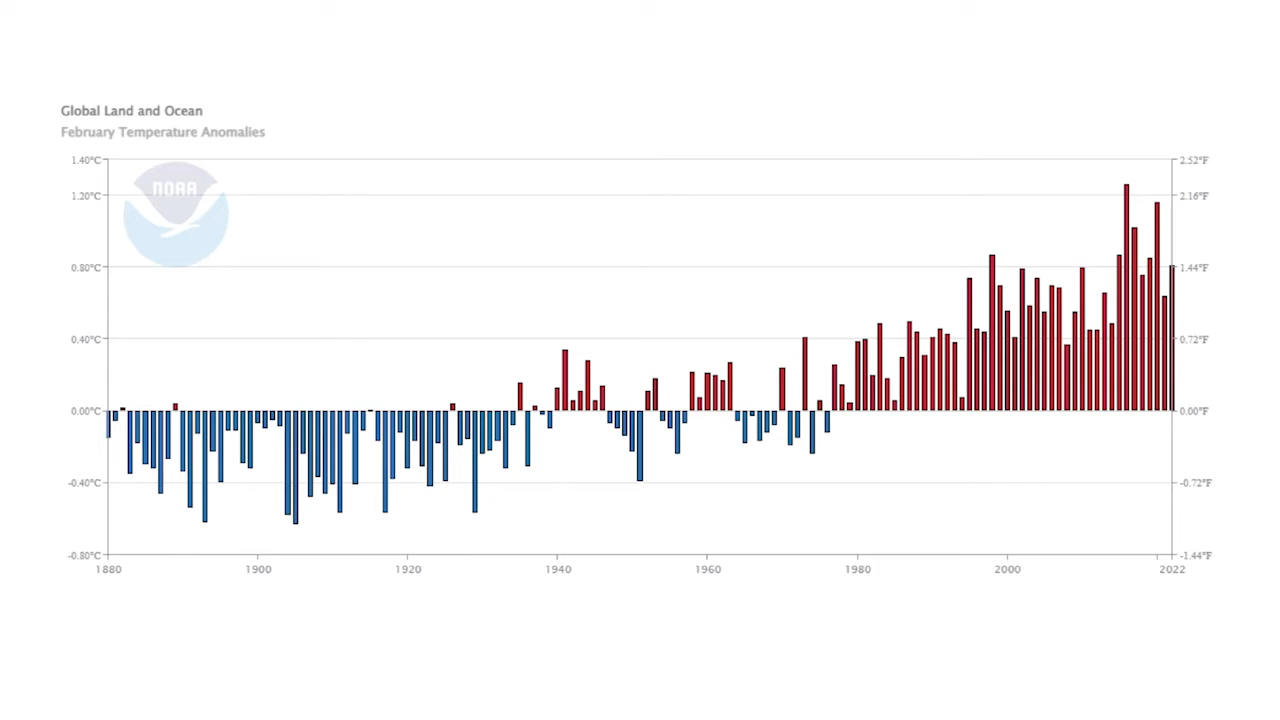 Global Land and Ocean
February Temperature Anomalies
1.40°C
2.52°F
NOAA
1.20°C
2.16°F
0.80°C
1.44°F
0.40°C
0.72°F
0.00°C
0.00°F
-0.40°C
-0.72°F
-0.80°C
-1.44°F
1880 1900 1920 1940 1960 1980 2000 2022